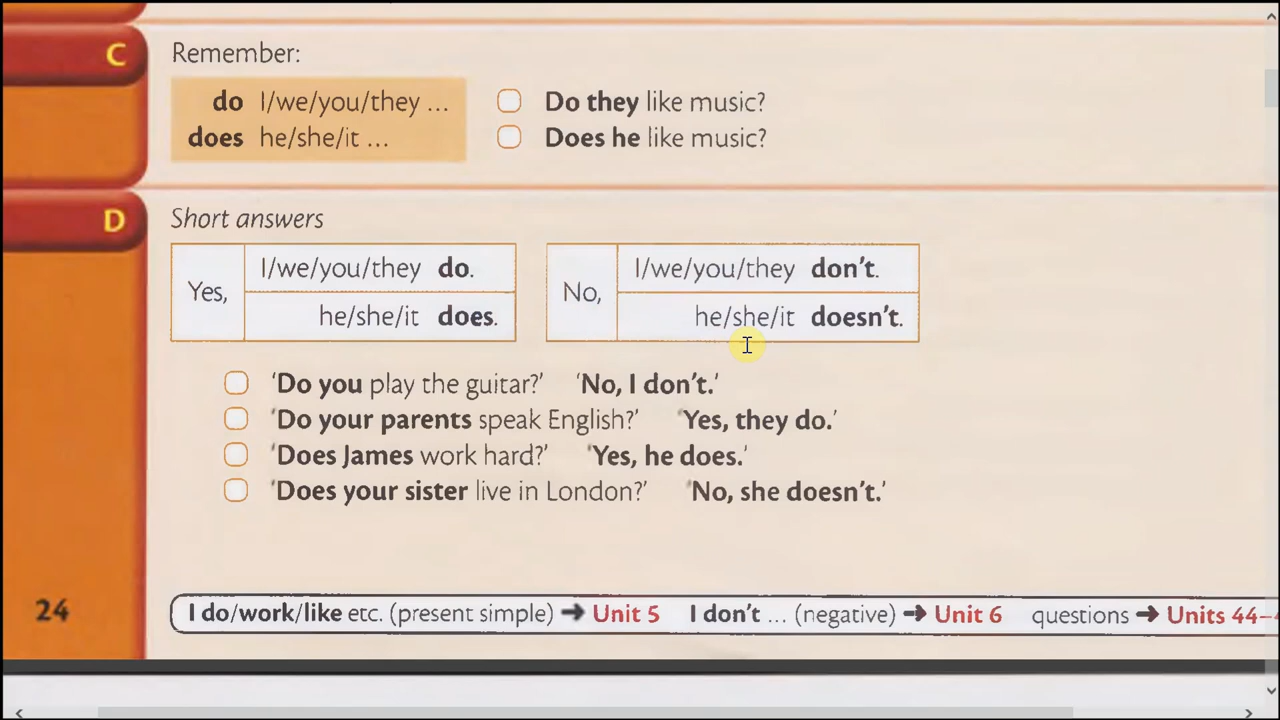 C
Remember:
do I/we/you/they ...
does he/she/it ...
Do they like music?
Does he like music?
D
Short answers
Yes,
I/we/you/they do.
he/she/it does.
No,
I/we/you/they don't.
he/she/it doesn't.
'Do you play the guitar?' 'No, I don't.'
'Do your parents speak English?' 'Yes, they do.'
'Does James work hard?' 'Yes, he does.'
'Does your sister live in London?' 'No, she doesn't.'
24
I do/work/like etc. (present simple) → Unit 5 I don't ... (negative) → Unit 6 questions → Units 44–